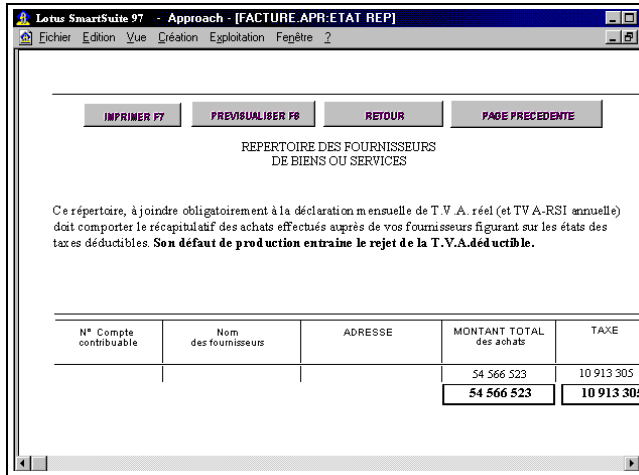 Lotus SmartSuite 97 - Approach - [FACTURE.APR:ETAT REP]
Fichier Edition Vue Création Exploitation Fenêtre ?
IMPRIMER F7 PREVISUALISER F8 RETOUR PAGE PRECEDENTE
REPERTOIRE DES FOURNISSEURS
DE BIENS OU SERVICES
Ce répertoire, à joindre obligatoirement à la déclaration mensuelle de T.V.A. réel (et TVA-RSI annuelle)
doit comporter le récapitulatif des achats effectués auprès de vos fournisseurs figurant sur les états des
taxes déductibles. Son défaut de production entraine le rejet de la T.V.A.déductible.
N° Compte
contribuable
Nom
des fournisseurs
ADRESSE
MONTANT TOTAL
des achats
TAXE
54 566 523 10 913 305
54 566 523 10 913 305